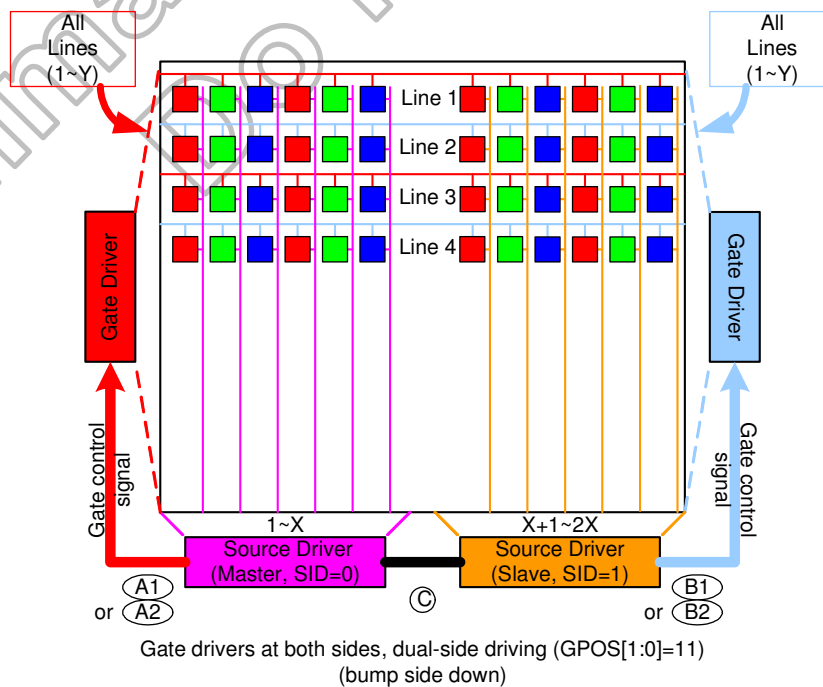 All
Lines
(1~Y)
All
Lines
(1~Y)
Line 1
Line 2
Line 3
Line 4
Gate Driver
Gate Driver
Gate control
signal
Gate control
signal
1~X
X+1~2X
Source Driver
(Master, SID=0)
Source Driver
(Slave, SID=1)
A1
or A2
C
B1
or B2
Gate drivers at both sides, dual-side driving (GPOS[1:0]=11)
(bump side down)
Do